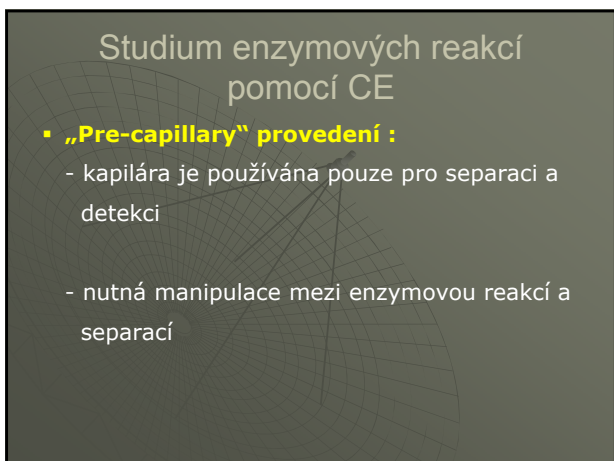 Studium enzymových reakcí
pomocí CE
▪ „Pre-capillary“ provedení :
- kapilára je používána pouze pro separaci a
detekci
- nutná manipulace mezi enzymovou reakcí a
separací